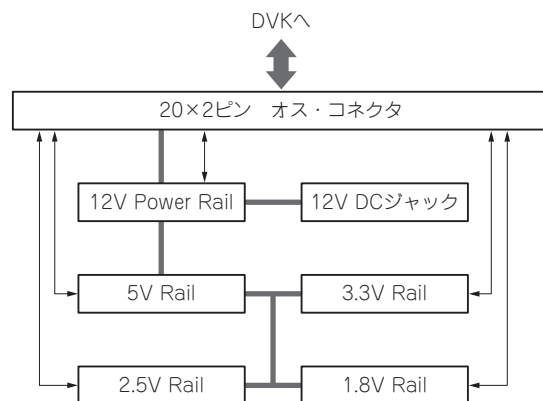 DVKへ
20×2ピン　オス・コネクタ
12V Power Rail
12V DCジャック
5V Rail
3.3V Rail
2.5V Rail
1.8V Rail